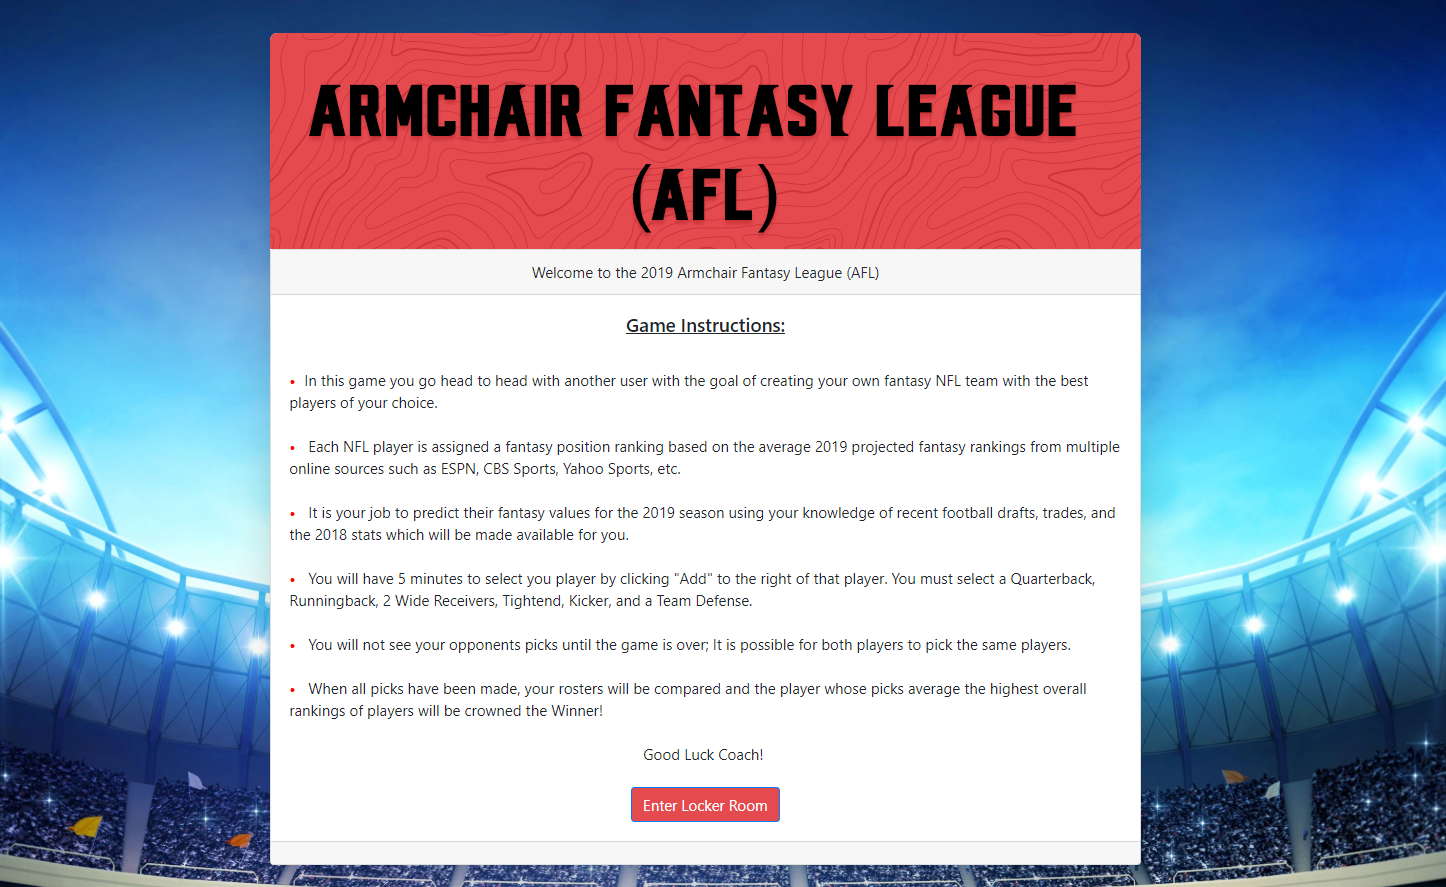 ARMCHAIR FANTASY LEAGUE
(AFL)
Welcome to the 2019 Armchair Fantasy League (AFL)
Game Instructions:
• In this game you go head to head with another user with the goal of creating your own fantasy NFL team with the best
players of your choice.
• Each NFL player is assigned a fantasy position ranking based on the average 2019 projected fantasy rankings from multiple
online sources such as ESPN, CBS Sports, Yahoo Sports, etc.
• It is your job to predict their fantasy values for the 2019 season using your knowledge of recent football drafts, trades, and
the 2018 stats which will be made available for you.
• You will have 5 minutes to select you player by clicking "Add" to the right of that player. You must select a Quarterback,
Runningback, 2 Wide Receivers, Tightend, Kicker, and a Team Defense.
• You will not see your opponents picks until the game is over; It is possible for both players to pick the same players.
• When all picks have been made, your rosters will be compared and the player whose picks average the highest overall
rankings of players will be crowned the Winner!
Good Luck Coach!
Enter Locker Room